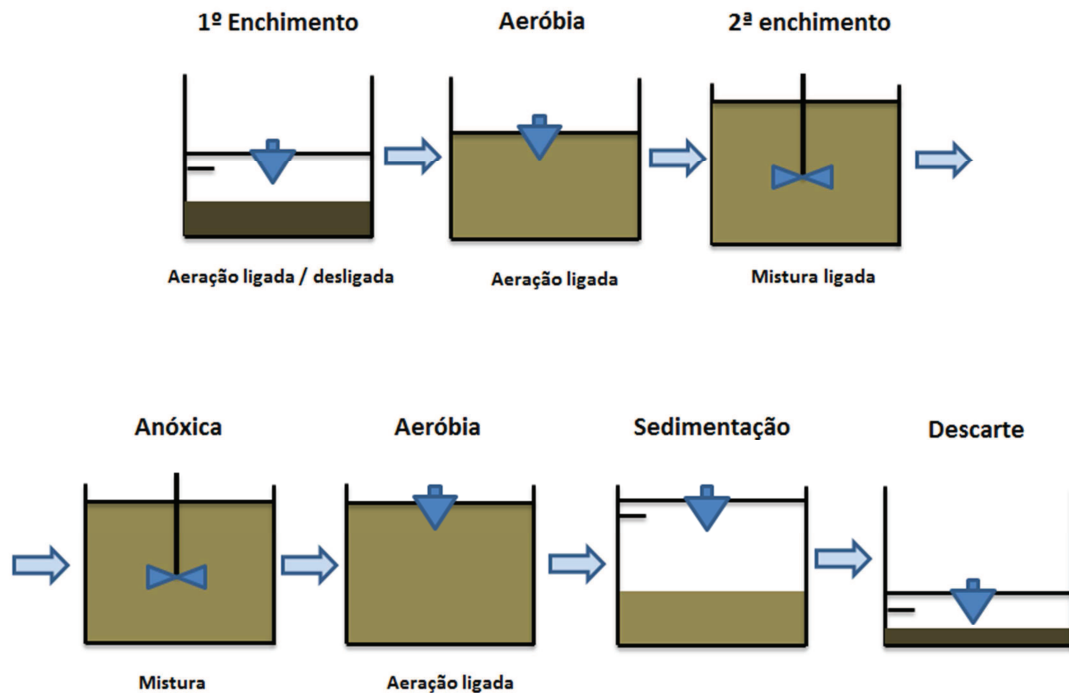 1º Enchimento
Aeróbia
2ª enchimento
Aeração ligada / desligada
Aeração ligada
Mistura ligada
Anóxica
Aeróbia
Sedimentação
Descarte
Mistura
Aeração ligada